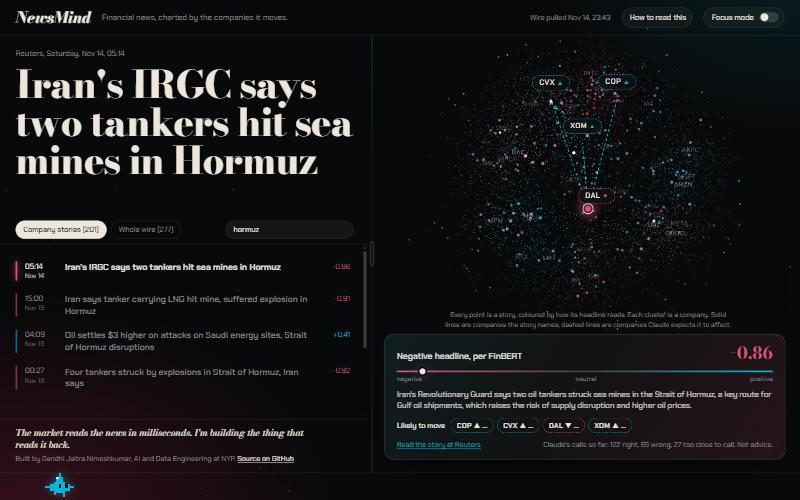 NewsMind
Financial news, charted by the companies it moves.
Wire pulled Nov 14, 23:43
How to read this
Focus mode
Reuters, Saturday, Nov 14, 05:14
Iran's IRGC says
two tankers hit sea
mines in Hormuz
Company stories [201]
Whole wire [277]
hormuz
05:14
Nov 14
Iran's IRGC says two tankers hit sea mines in Hormuz
-0.86
15:00
Nov 13
Iran says tanker carrying LNG hit mine, suffered explosion in
Hormuz
-0.91
04:09
Nov 13
Oil settles $3 higher on attacks on Saudi energy sites, Strait
of Hormuz disruptions
+0.41
00:27
Nov 13
Four tankers struck by explosions in Strait of Hormuz, Iran
says
-0.92
The market reads the news in milliseconds. I'm building the thing that
reads it back.
Built by Gandhi Jaitra Nimeshkumar, AI and Data Engineering at NYP. Source on GitHub
CVX ▲
COP ▲
XOM ▲
DAL ▼
AMZN
META
Every point is a story, coloured by how its headline reads. Each cluster is a company. Solid
lines are companies the story names; dashed lines are companies Claude expects it to affect.
Negative headline, per FinBERT
-0.86
negative
neutral
positive
Iran's Revolutionary Guard says two oil tankers struck sea mines in the Strait of Hormuz, a key route for
Gulf oil shipments, which raises the risk of supply disruption and higher oil prices.
Likely to move
COP ▲ ...
CVX ▲ ...
DAL ▼ ...
XOM ▲ ...
Read the story at Reuters
Claude's calls so far: 122 right, 65 wrong, 27 too close to call. Not advice.